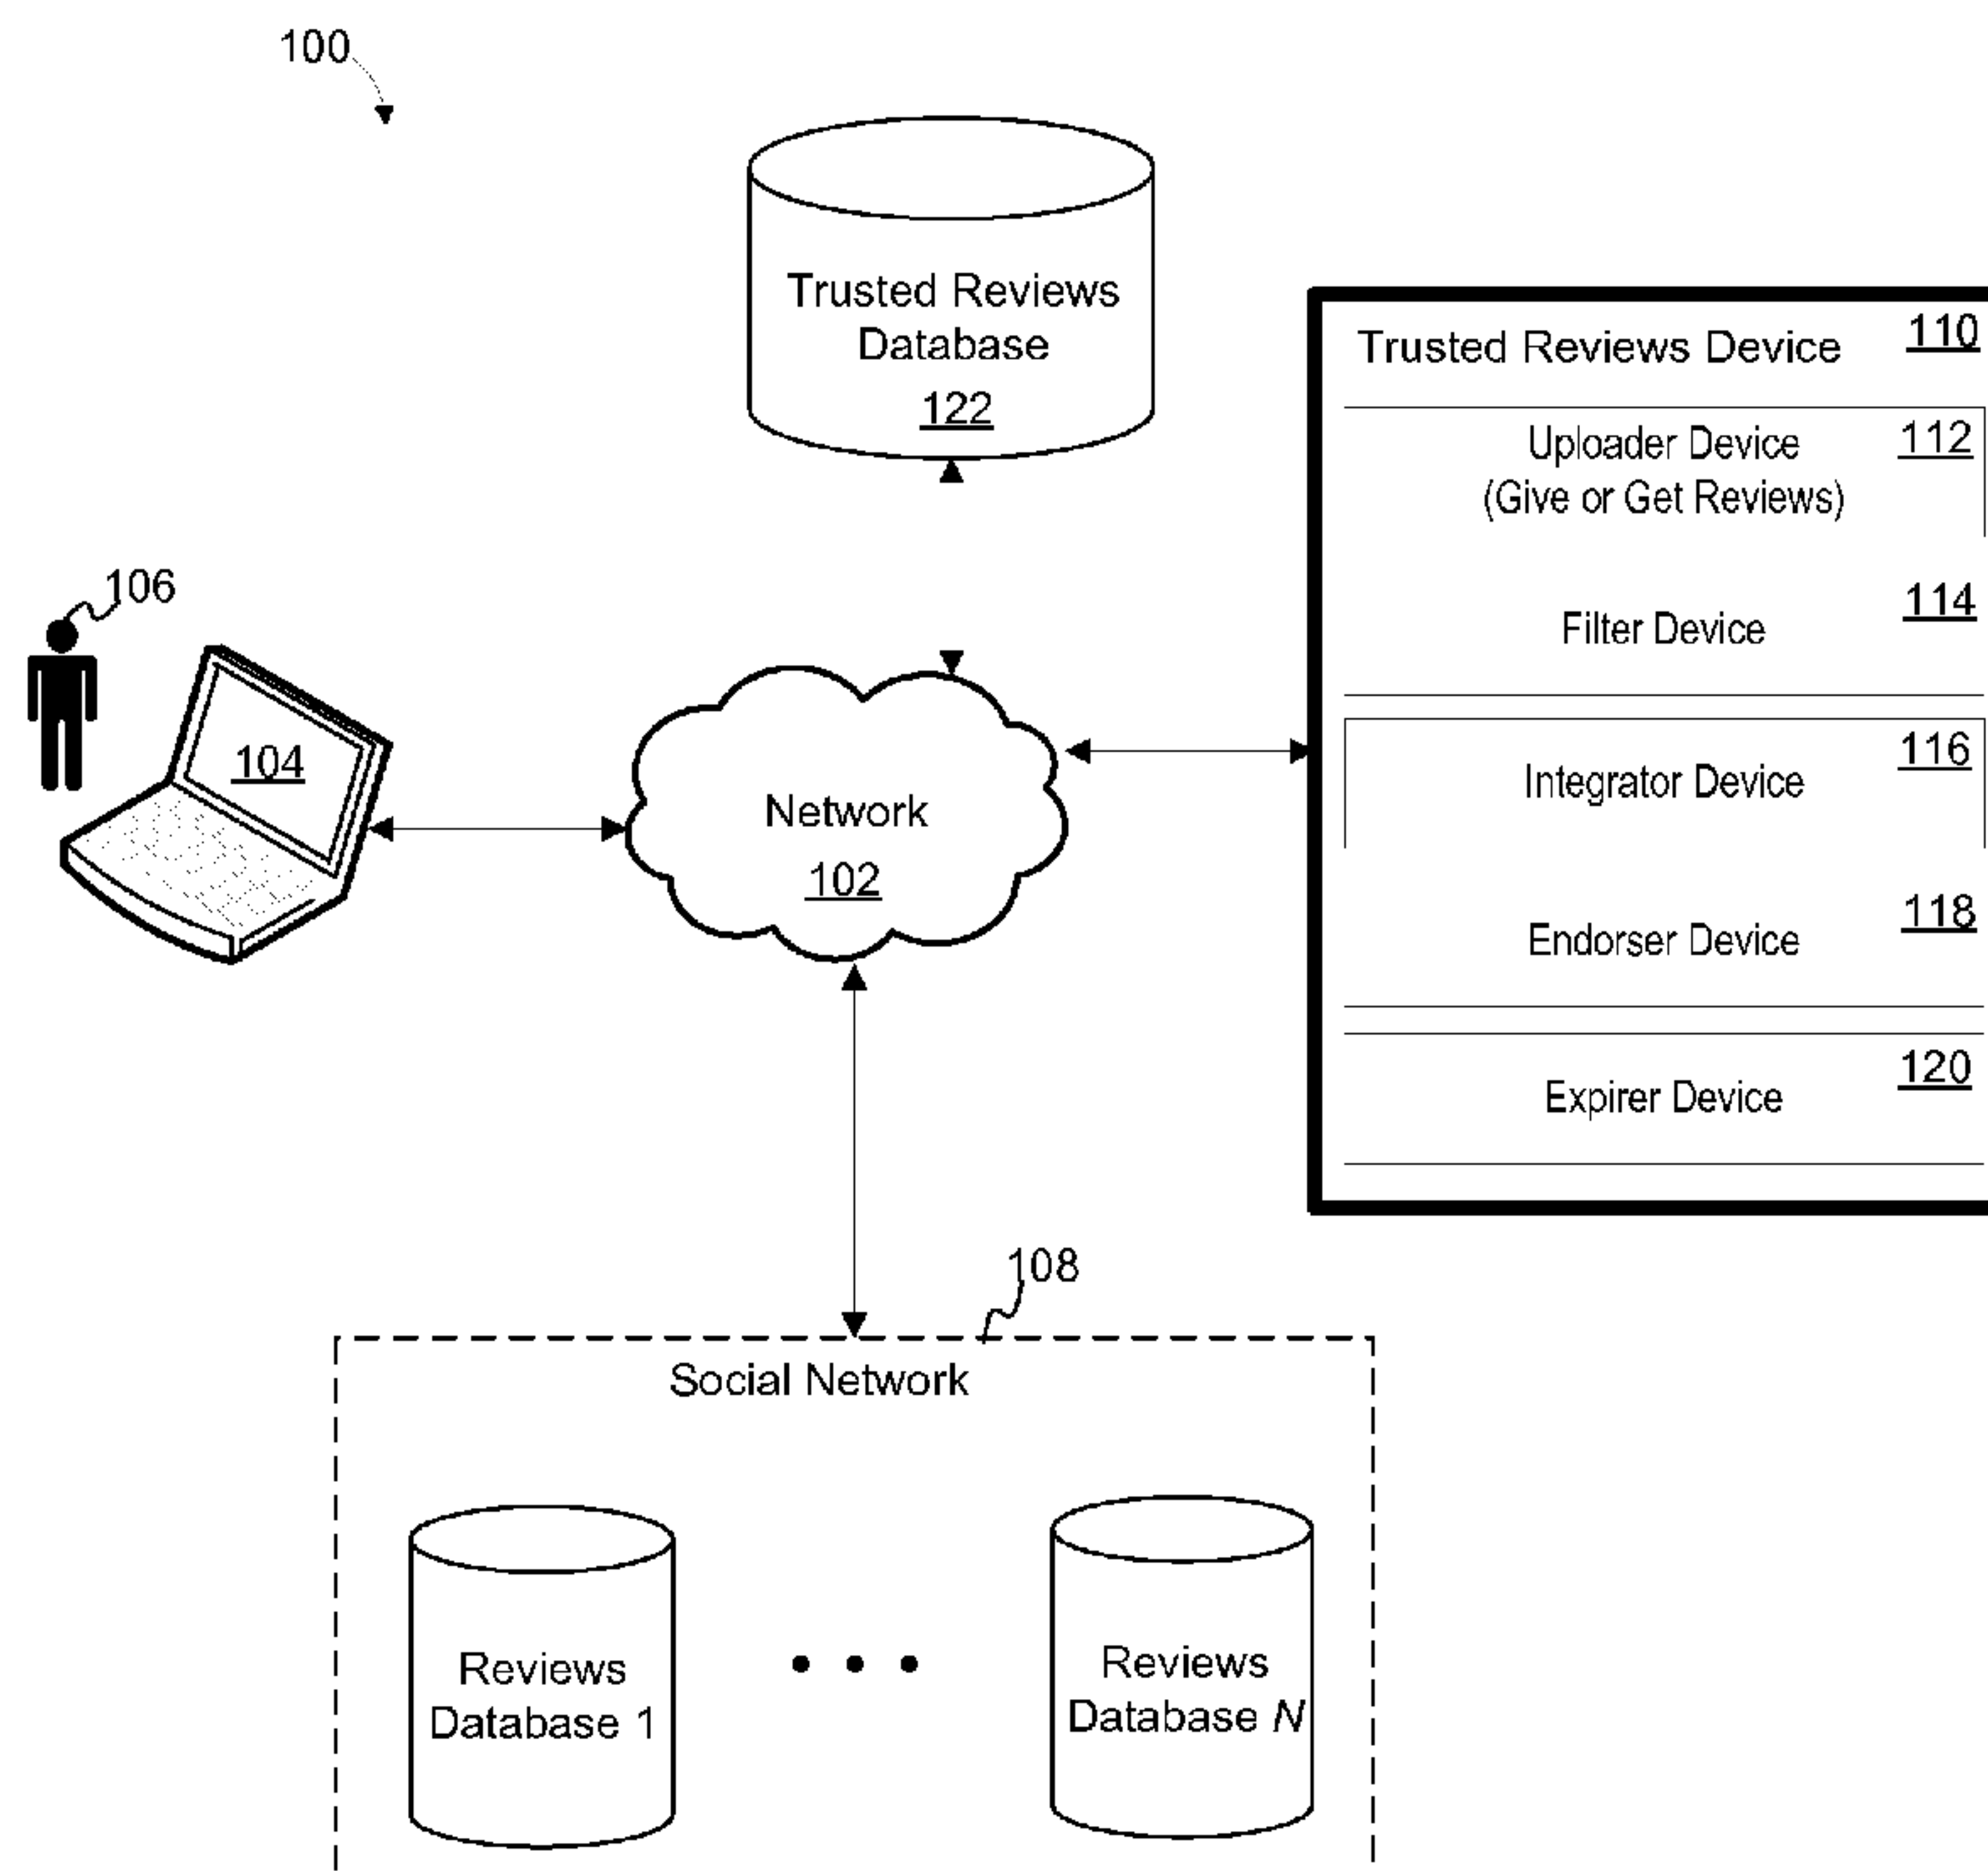 100
Trusted Reviews
Database
122
Trusted Reviews Device 110
Uploader Device 112
(Give or Get Reviews)
Filter Device 114
106
104
Integrator Device 116
Network
102
Endorser Device 118
Expirer Device 120
108
Social Network
Reviews
Database 1
• • •
Reviews
Database N